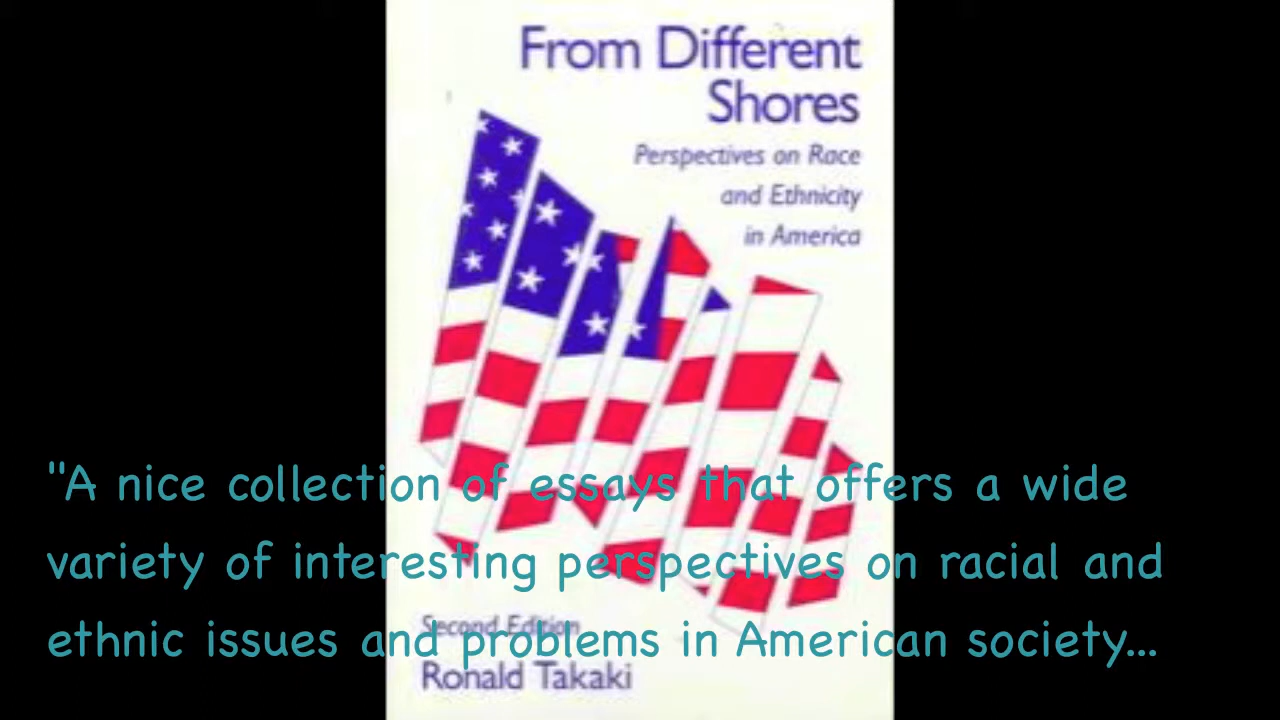 From Different
Shores
Perspectives on Race
and Ethnicity
in America
"A nice collection of essays that offers a wide
variety of interesting perspectives on racial and
ethnic issues and problems in American society...
Second Edition
Ronald Takaki